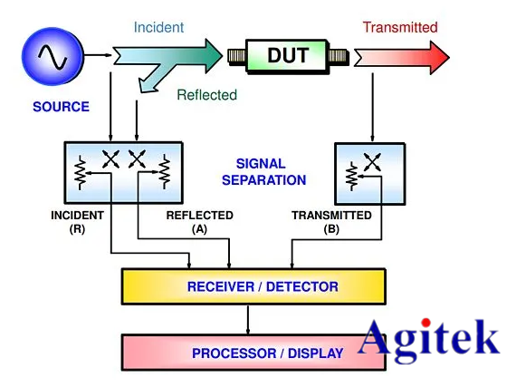 Incident
Transmitted
DUT
Reflected
SOURCE
SIGNAL
SEPARATION
INCIDENT
(R)
REFLECTED
(A)
TRANSMITTED
(B)
RECEIVER / DETECTOR
PROCESSOR / DISPLAY
Agitek